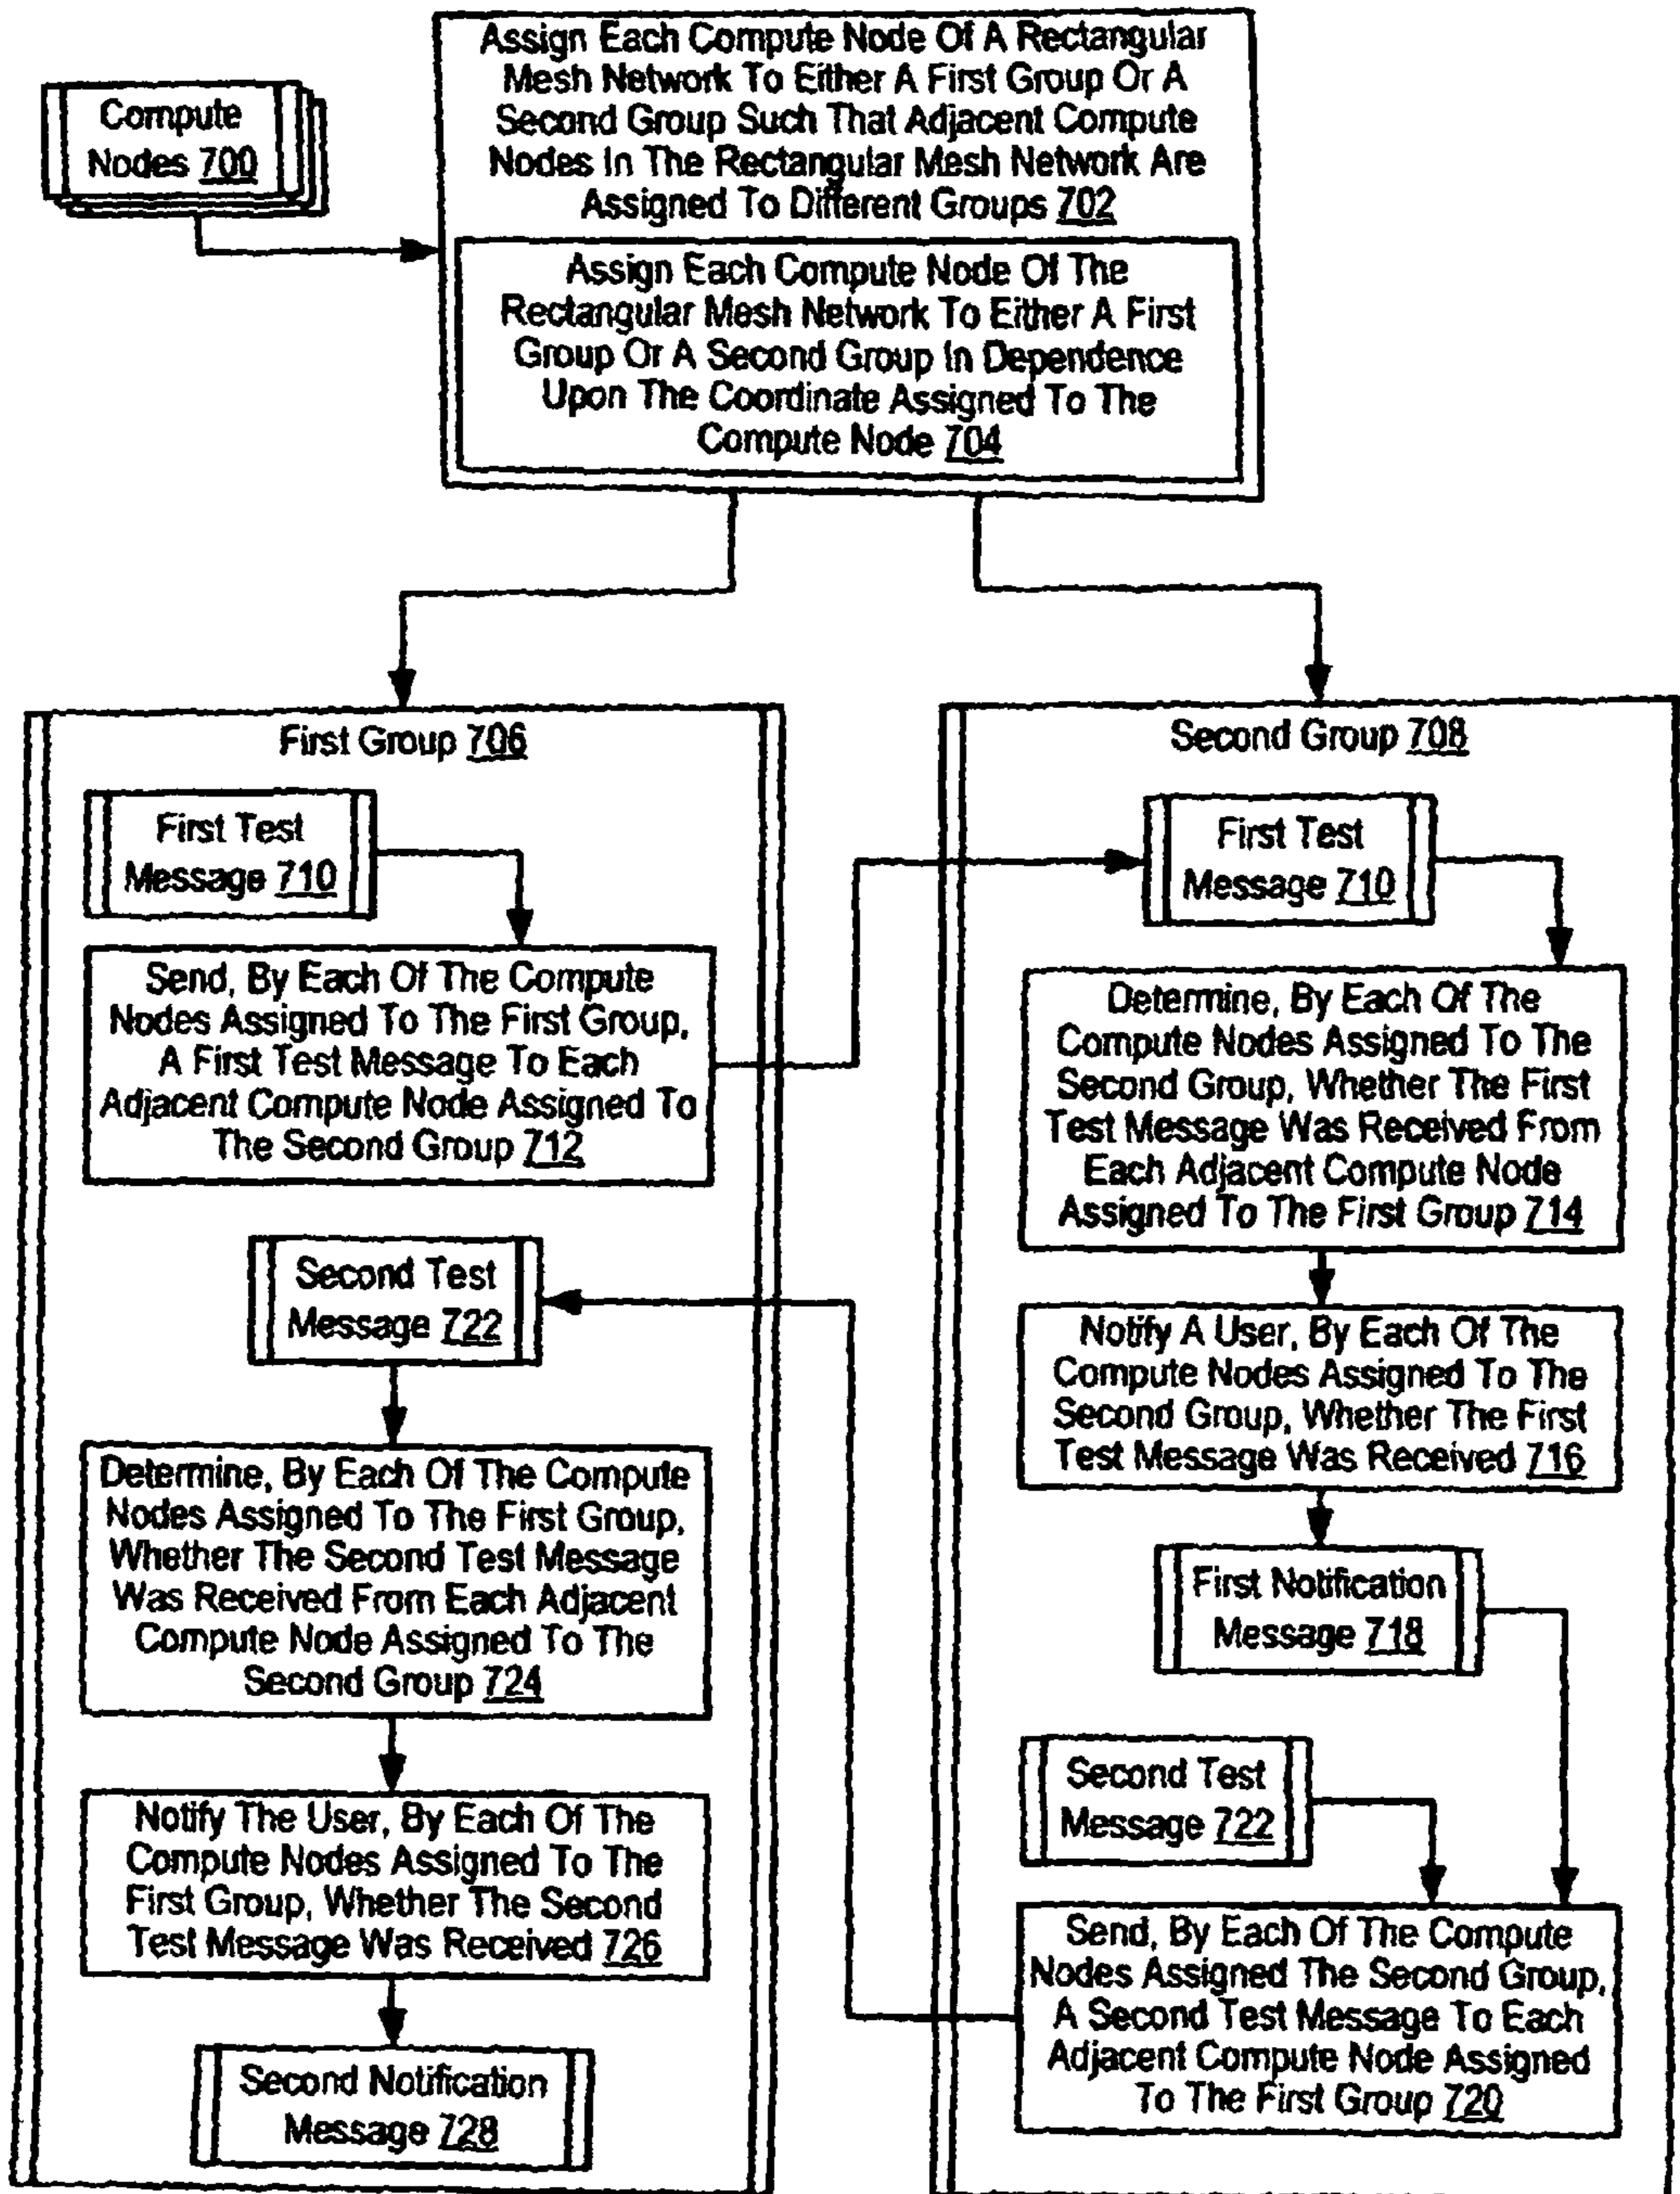 Assign Each Compute Node Of A Rectangular
Mesh Network To Either A First Group Or A
Second Group Such That Adjacent Compute
Nodes In The Rectangular Mesh Network Are
Assigned To Different Groups 702
Compute
Nodes 700
Assign Each Compute Node Of The
Rectangular Mesh Network To Either A First
Group Or A Second Group In Dependence
Upon The Coordinate Assigned To The
Compute Node 704
First Group 706
First Test
Message 710
Send, By Each Of The Compute
Nodes Assigned To The First Group,
A First Test Message To Each
Adjacent Compute Node Assigned To
The Second Group 712
Second Test
Message 722
Determine, By Each Of The Compute
Nodes Assigned To The First Group,
Whether The Second Test Message
Was Received From Each Adjacent
Compute Node Assigned To The
Second Group 724
Notify The User, By Each Of The
Compute Nodes Assigned To The
First Group, Whether The Second
Test Message Was Received 726
Second Notification
Message 728
Second Group 708
First Test
Message 710
Determine, By Each Of The
Compute Nodes Assigned To The
Second Group, Whether The First
Test Message Was Received From
Each Adjacent Compute Node
Assigned To The First Group 714
Notify A User, By Each Of The
Compute Nodes Assigned To The
Second Group, Whether The First
Test Message Was Received 716
First Notification
Message 718
Second Test
Message 722
Send, By Each Of The Compute
Nodes Assigned The Second Group,
A Second Test Message To Each
Adjacent Compute Node Assigned
To The First Group 720